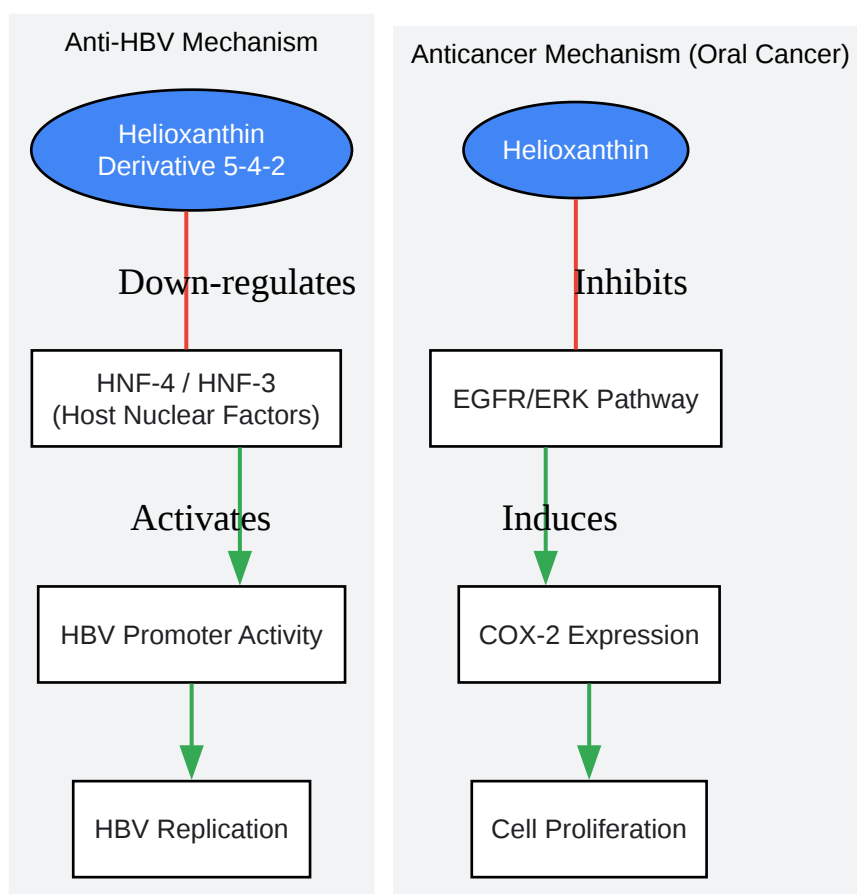 Anti-HBV Mechanism
Helioxanthin
Derivative 5-4-2
Down-regulates
HNF-4 / HNF-3
(Host Nuclear Factors)
Activates
HBV Promoter Activity
HBV Replication
Anticancer Mechanism (Oral Cancer)
Helioxanthin
Inhibits
EGFR/ERK Pathway
Induces
COX-2 Expression
Cell Proliferation